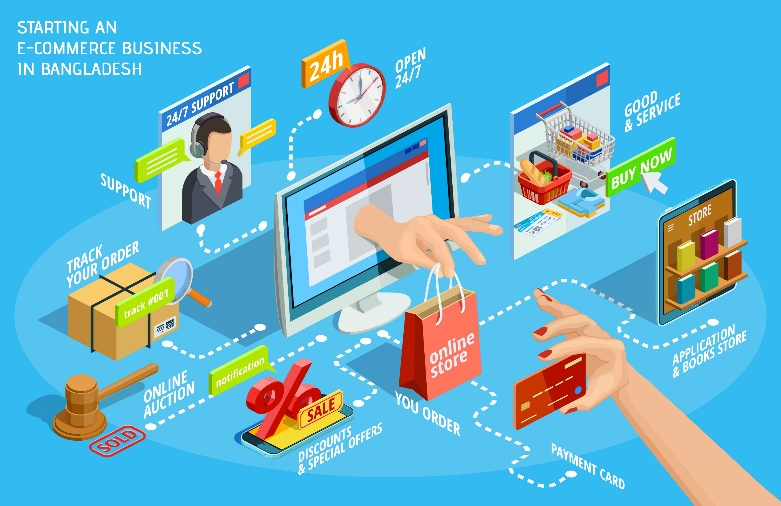 STARTING AN
E-COMMERCE BUSINESS
IN BANGLADESH
24h
OPEN
24/7
24/7 SUPPORT
SUPPORT
GOOD
& SERVICE
BUY NOW
STORE
APPLICATION
& BOOKS STORE
TRACK
YOUR ORDER
track #001
ONLINE
AUCTION
SOLD
notification
SALE
DISCOUNTS
& SPECIAL OFFERS
online
store
YOU ORDER
PAYMENT CARD